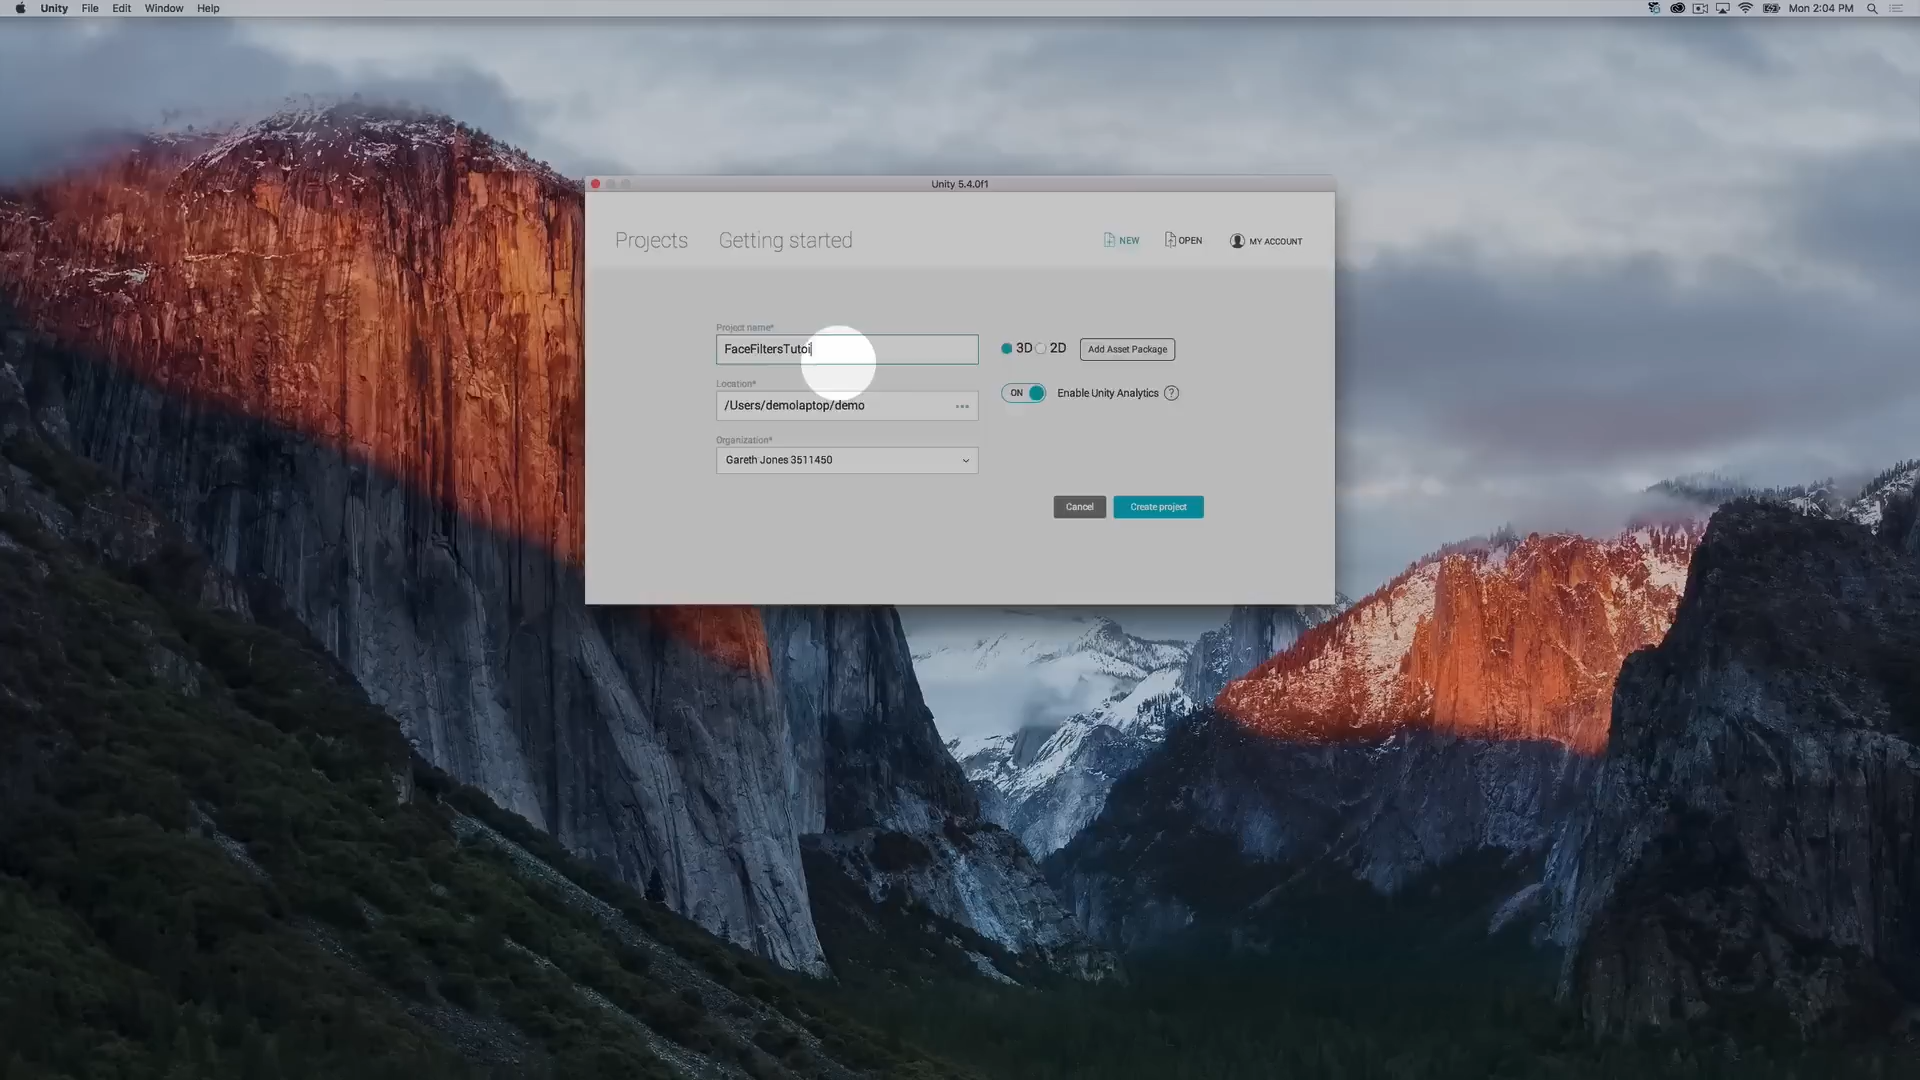 Unity File Edit Window Help Mon 2:04 PM
Unity 5.4.0f1
Projects Getting started NEW OPEN MY ACCOUNT
Project name*
FaceFiltersTutoi
3D 2D Add Asset Package
Location*
/Users/demolaptop/demo
ON Enable Unity Analytics ?
Organization*
Gareth Jones 3511450
Cancel Create project